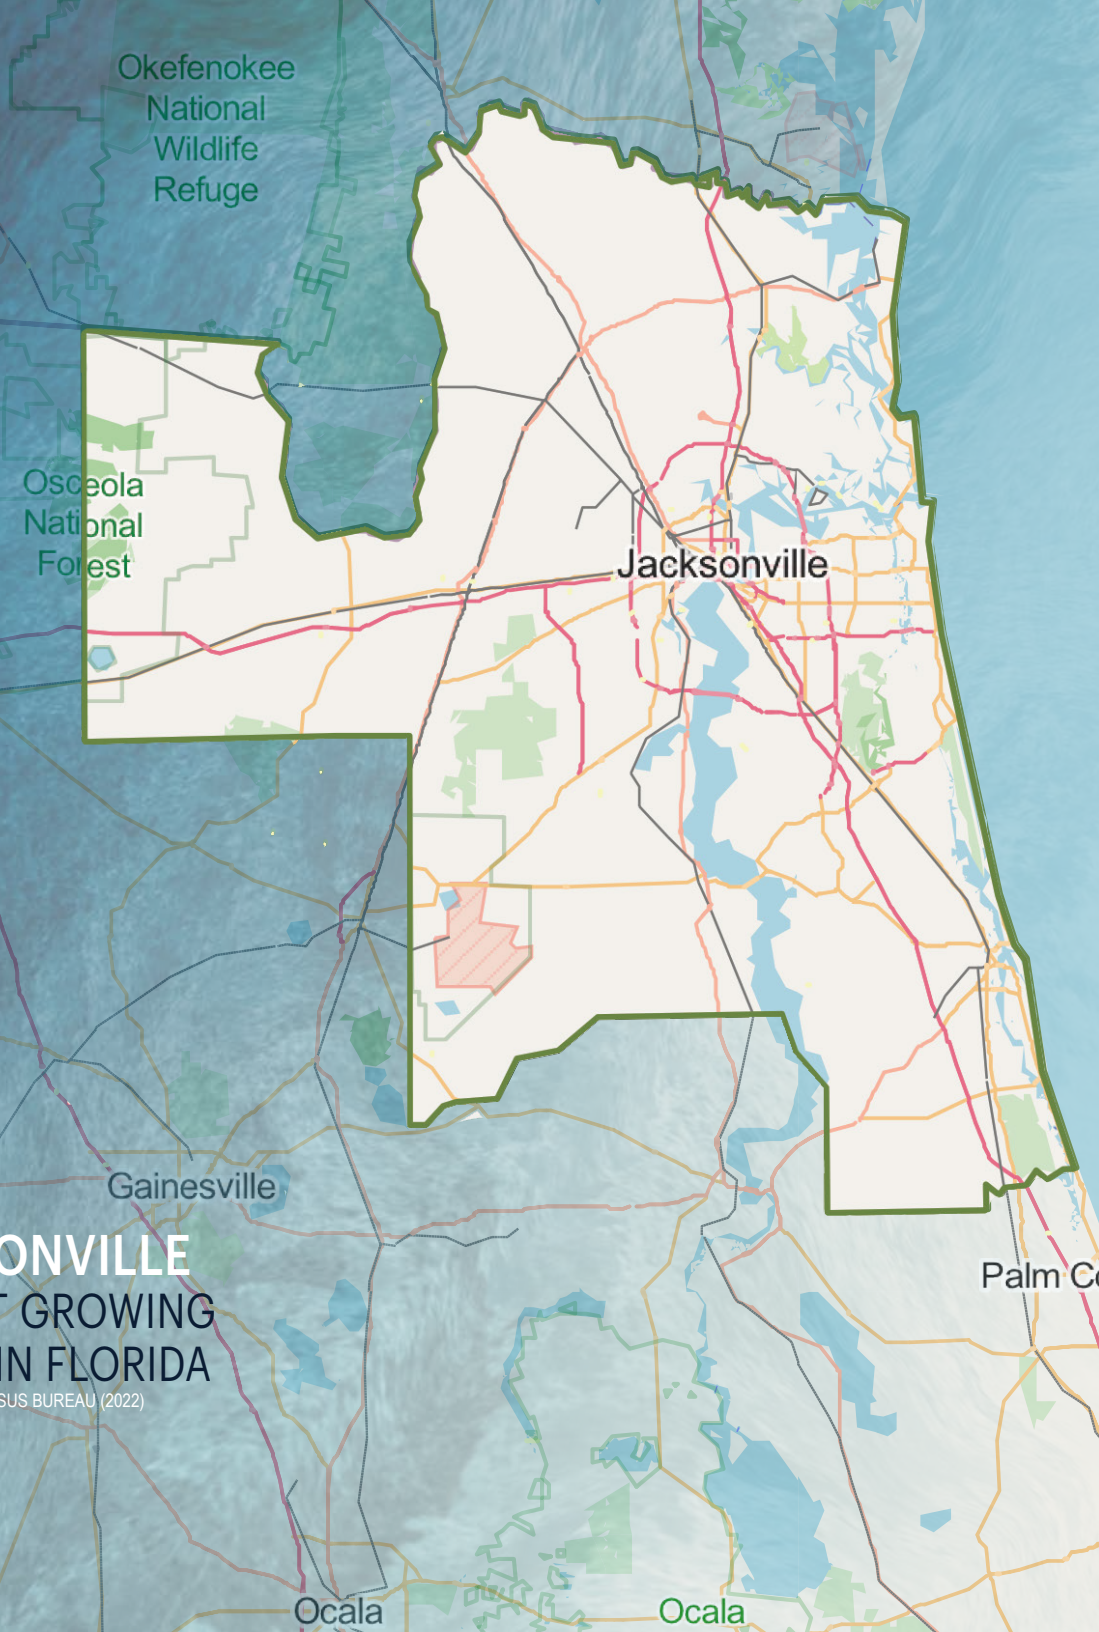 Okefenokee
National
Wildlife
Refuge
Osceola
National
Forest
Jacksonville
Gainesville
ONVILLE
GROWING
IN FLORIDA
SUS BUREAU (2022)
Palm Co
Ocala
Ocala